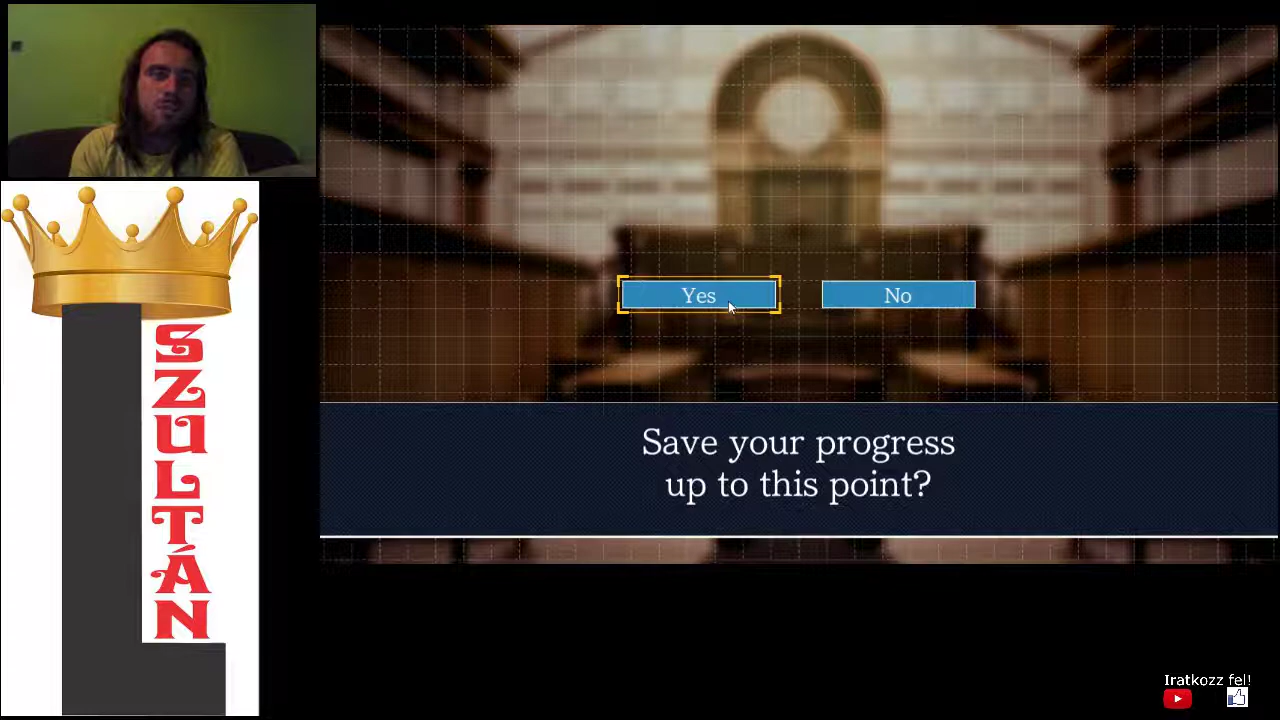 SZULTÁN
Yes
No
Save your progress
up to this point?
Iratkozz fel!